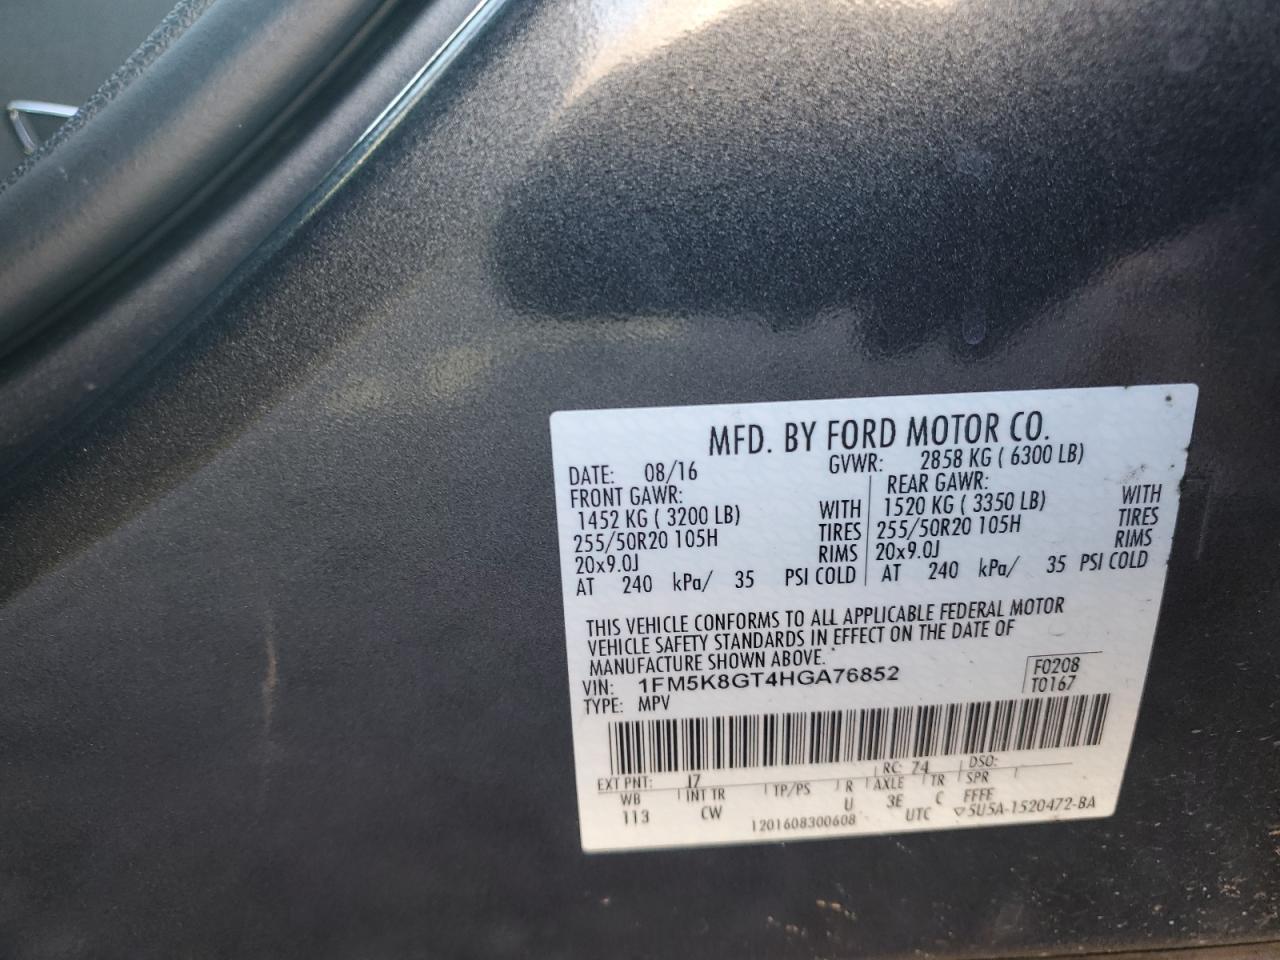 MFD. BY FORD MOTOR CO.
DATE: 08/16 GVWR: 2858 KG ( 6300 LB)
FRONT GAWR: REAR GAWR:
1452 KG ( 3200 LB) WITH 1520 KG ( 3350 LB) WITH
255/50R20 105H TIRES 255/50R20 105H TIRES
20x9.0J RIMS 20x9.0J RIMS
AT 240 kPa/ 35 PSI COLD AT 240 kPa/ 35 PSI COLD
THIS VEHICLE CONFORMS TO ALL APPLICABLE FEDERAL MOTOR
VEHICLE SAFETY STANDARDS IN EFFECT ON THE DATE OF
MANUFACTURE SHOWN ABOVE.
VIN: 1FM5K8GT4HGA76852 F0208
TYPE: MPV T0167
EXT PNT: J7 RC: 74 DSO:
WB INT TR TP/PS R AXLE TR SPR
113 CW U 3E C FFFF
1201608300608 UTC ▽5U5A-1520472-BA